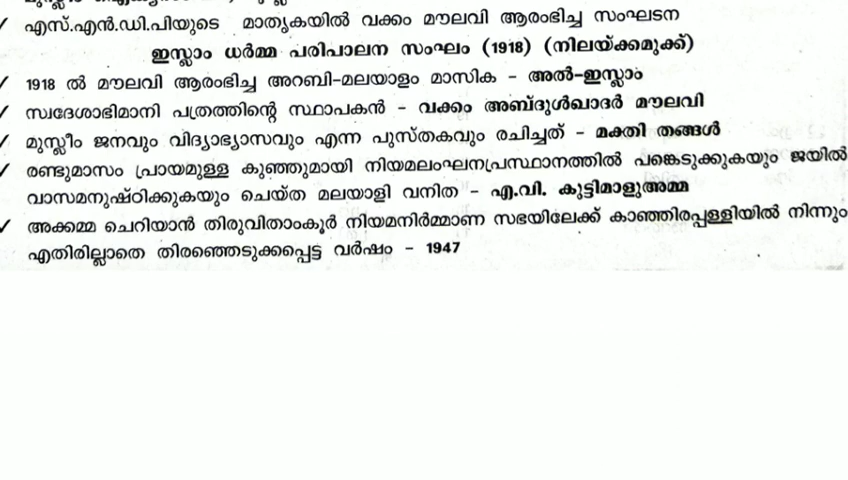 ✓ എസ്.എൻ.ഡി.പിയുടെ മാതൃകയിൽ വക്കം മൗലവി ആരംഭിച്ച സംഘടന
ഇസ്ലാം ധർമ്മ പരിപാലന സംഘം (1918) (നിലയ്ക്കമുക്ക്)
✓ 1918 ൽ മൗലവി ആരംഭിച്ച അറബി-മലയാളം മാസിക - അൽ-ഇസ്ലാം
✓ സ്വദേശാഭിമാനി പത്രത്തിന്റെ സ്ഥാപകൻ - വക്കം അബ്ദുൾഖാദർ മൗലവി
✓ മുസ്ലീം ജനവും വിദ്യാഭ്യാസവും എന്ന പുസ്തകവും രചിച്ചത് - മക്തി തങ്ങൾ
✓ രണ്ടുമാസം പ്രായമുള്ള കുഞ്ഞുമായി നിയമലംഘനപ്രസ്ഥാനത്തിൽ പങ്കെടുക്കുകയും ജയിൽ
വാസമനുഷ്ഠിക്കുകയും ചെയ്ത മലയാളി വനിത - എ.വി. കുട്ടിമാളുഅമ്മ
✓ അക്കമ്മ ചെറിയാൻ തിരുവിതാംകൂർ നിയമനിർമ്മാണ സഭയിലേക്ക് കാഞ്ഞിരപ്പള്ളിയിൽ നിന്നും
എതിരില്ലാതെ തിരഞ്ഞെടുക്കപ്പെട്ട വർഷം - 1947